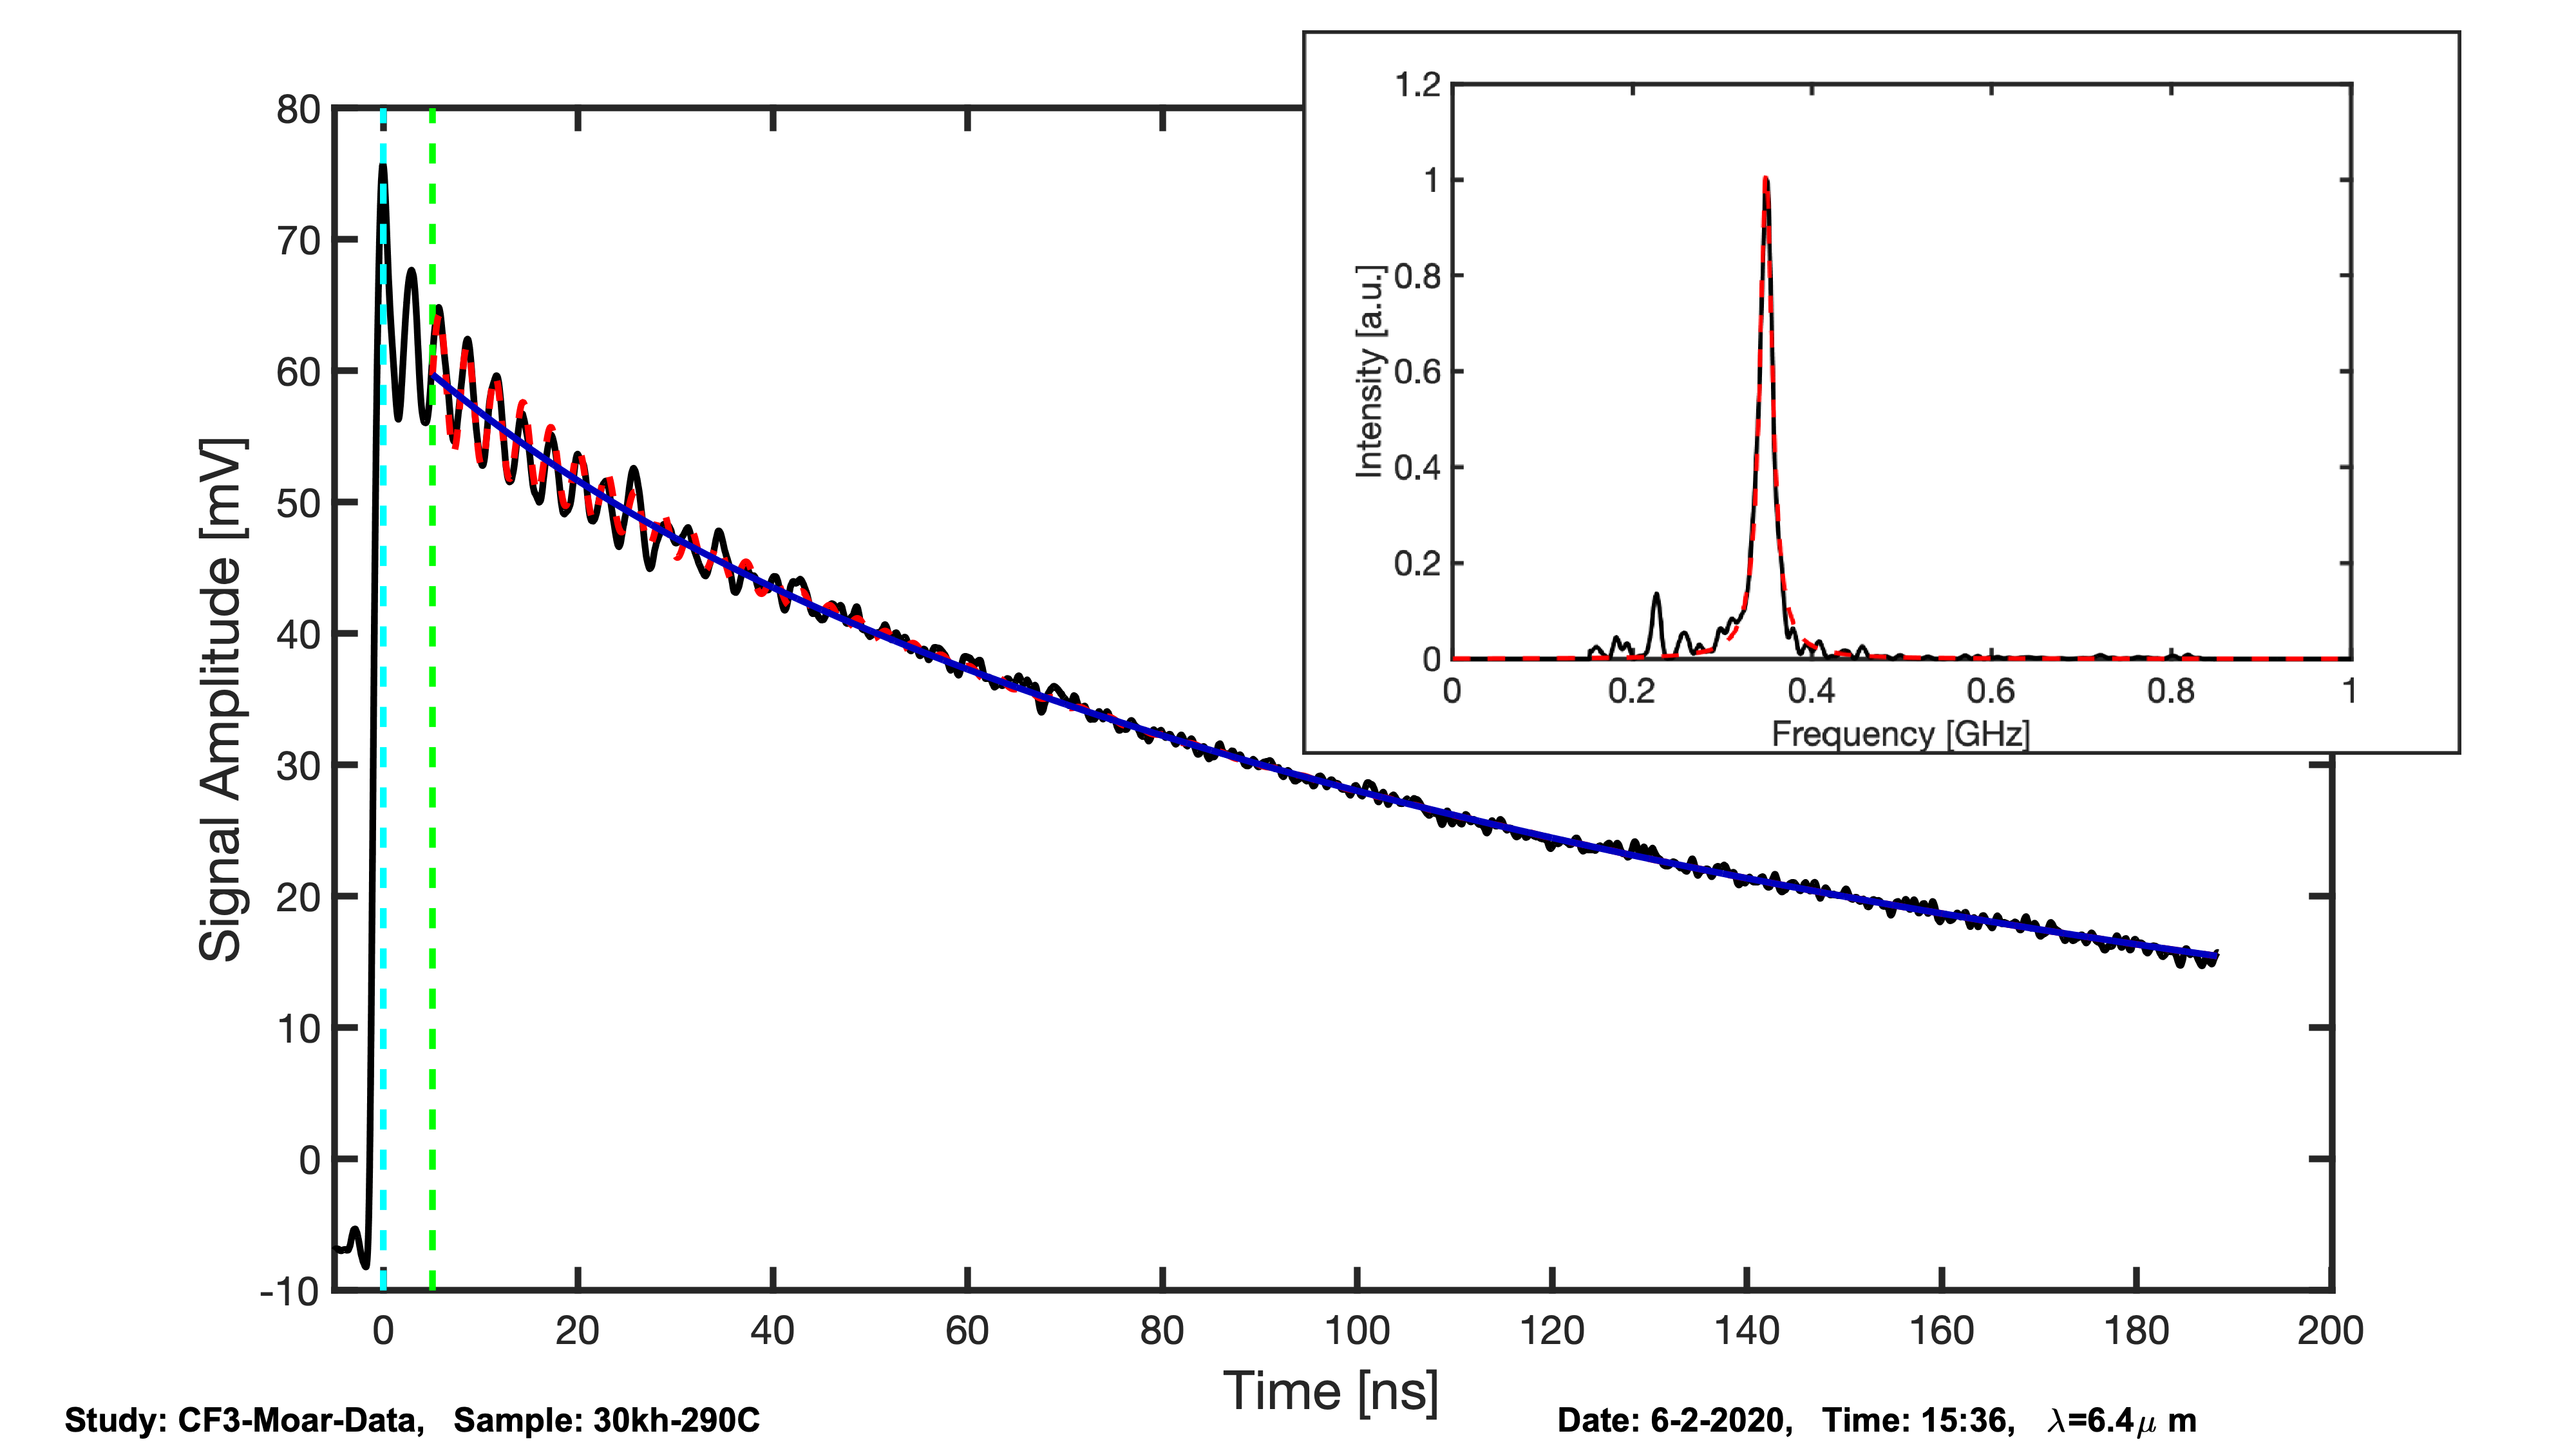 1.2
1
0.8
0.6
0.4
0.2
0
Intensity [a.u.]
0 0.2 0.4 0.6 0.8 1
Frequency [GHz]
80
70
60
50
40
30
20
10
0
-10
Signal Amplitude [mV]
0 20 40 60 80 100 120 140 160 180 200
Time [ns]
Study: CF3-Moar-Data, Sample: 30kh-290C
Date: 6-2-2020, Time: 15:36, λ=6.4μ m